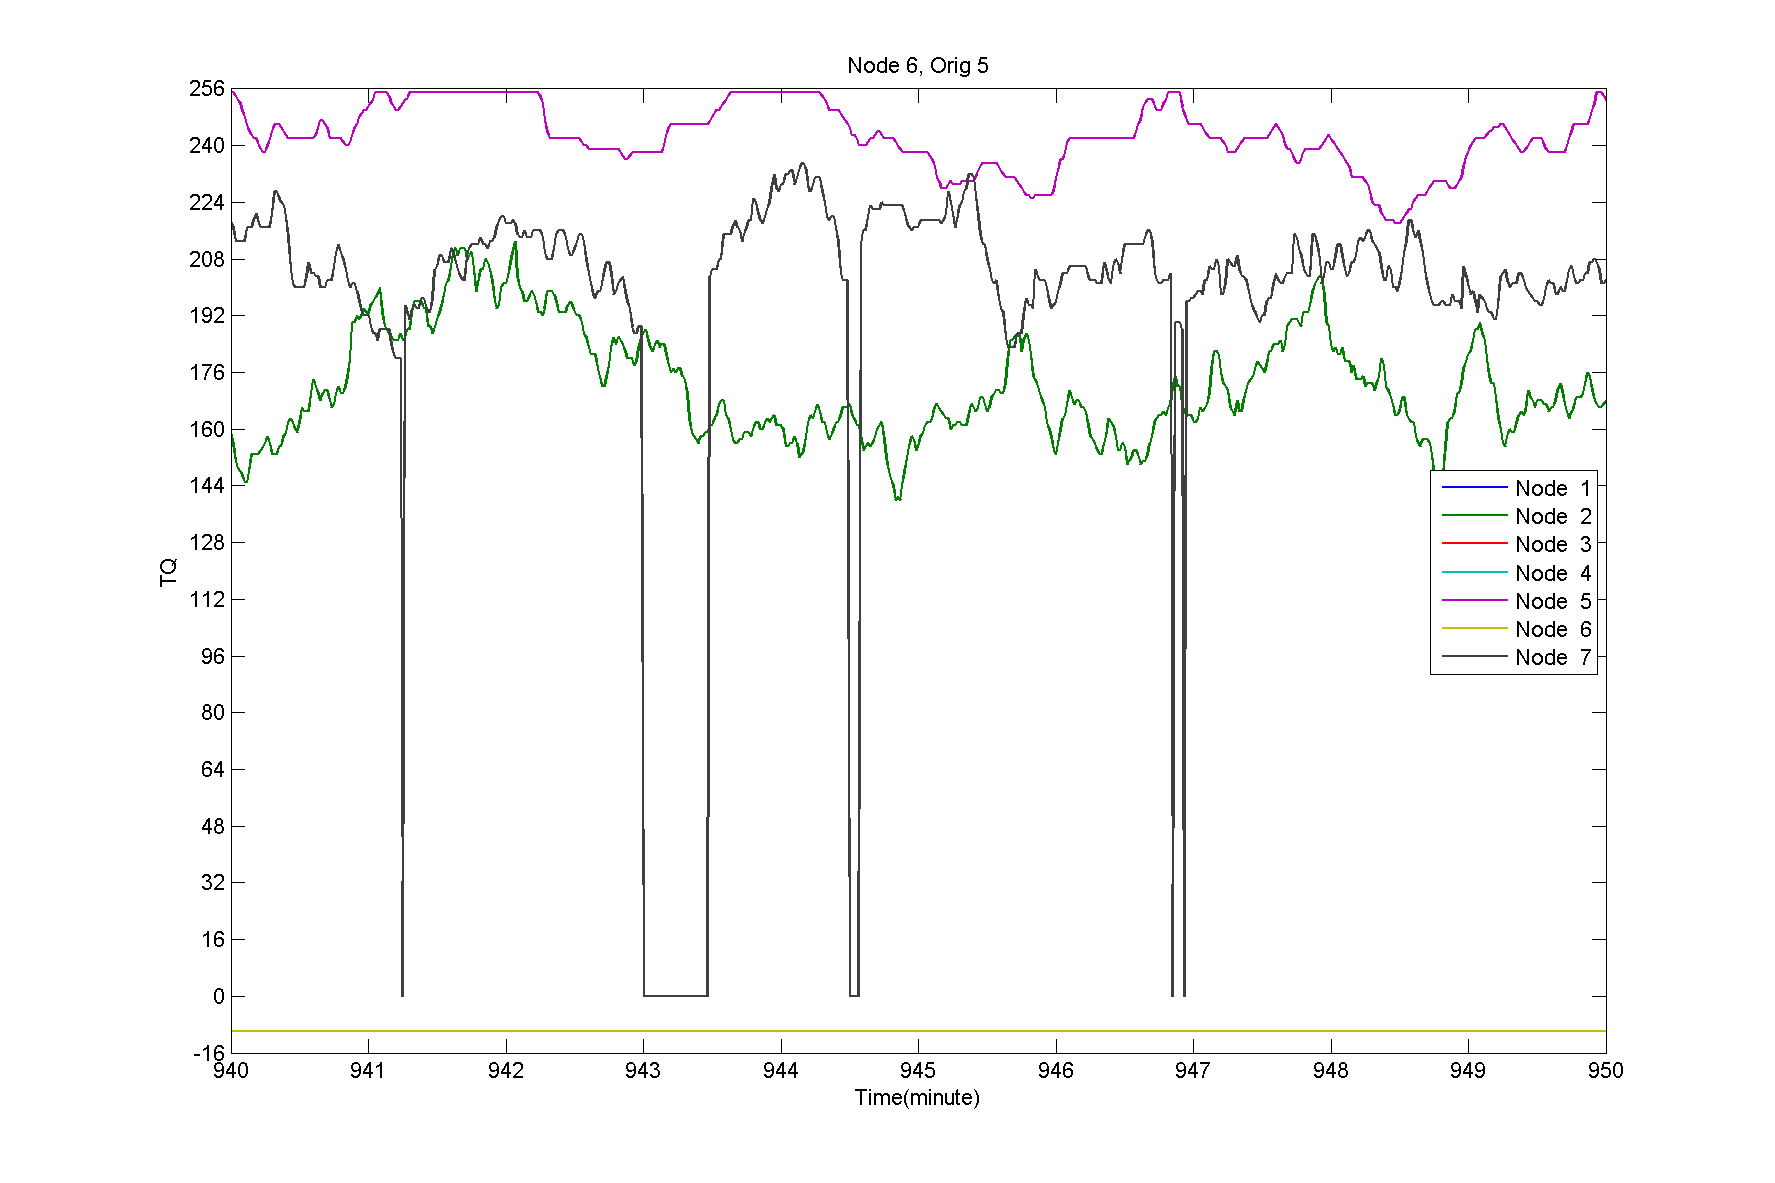 Node 6, Orig 5
256
240
224
208
192
176
160
144
128
112
96
80
64
48
32
16
0
-16
TQ
Node 1
Node 2
Node 3
Node 4
Node 5
Node 6
Node 7
940 941 942 943 944 945 946 947 948 949 950
Time(minute)